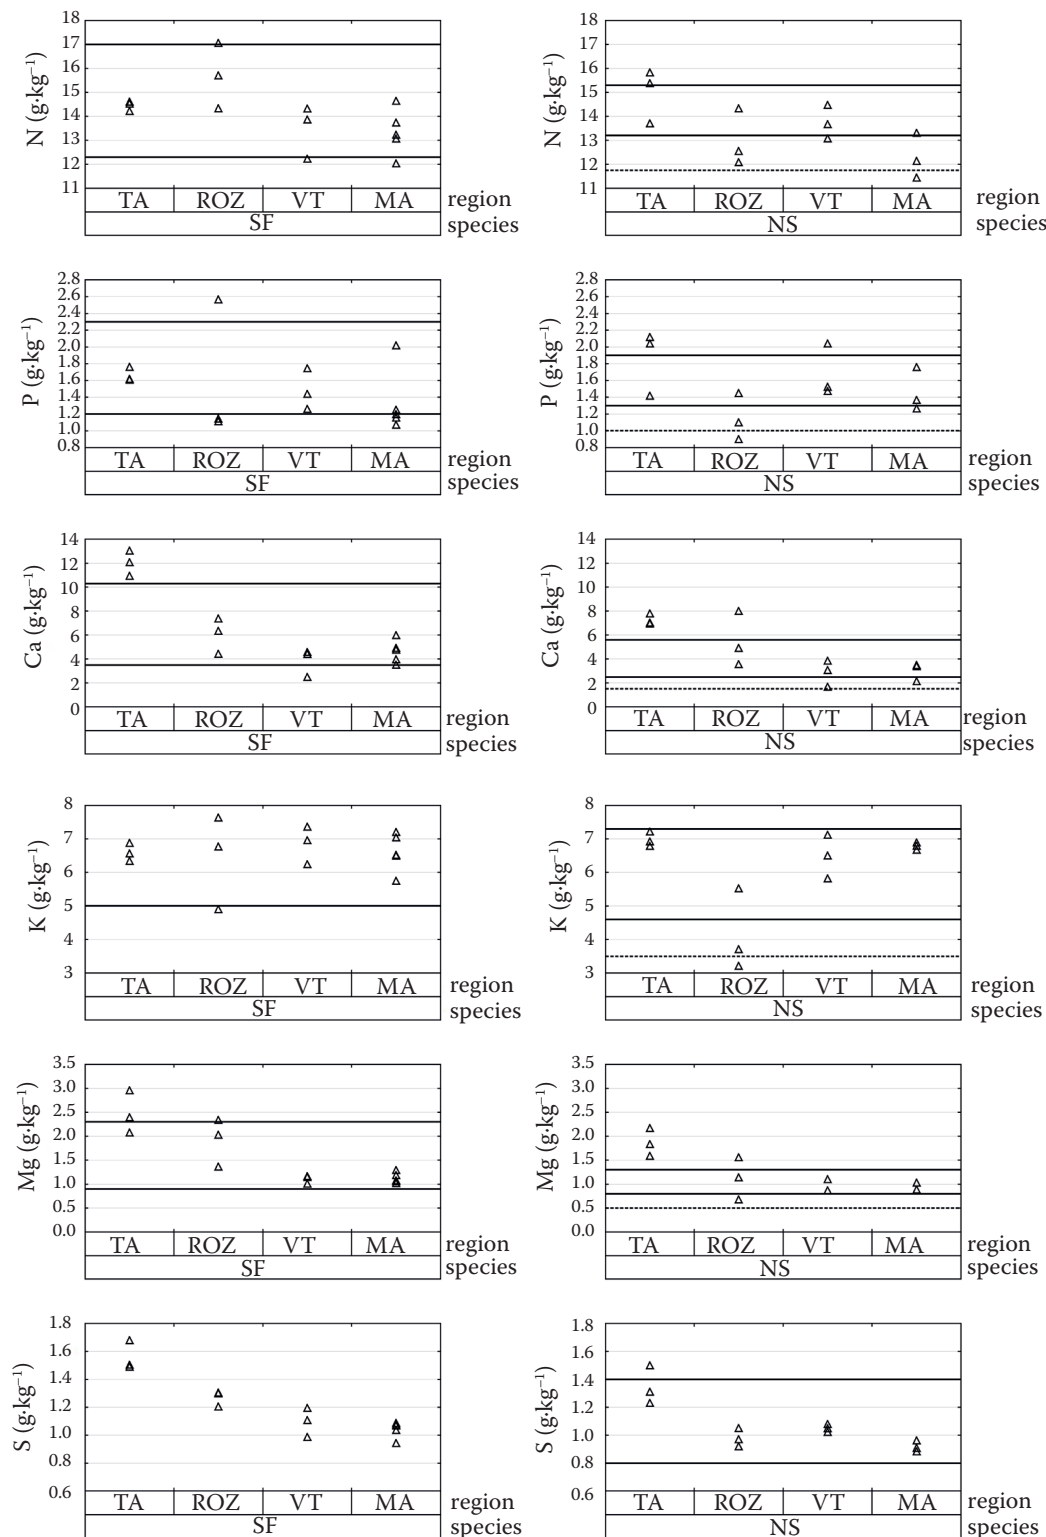 N (g·kg⁻¹)
18
17
16
15
14
13
12
11
TA ROZ VT MA region
SF species
N (g·kg⁻¹)
18
17
16
15
14
13
12
11
TA ROZ VT MA region
NS species
P (g·kg⁻¹)
2.8
2.6
2.4
2.2
2.0
1.8
1.6
1.4
1.2
1.0
0.8
TA ROZ VT MA region
SF species
P (g·kg⁻¹)
2.8
2.6
2.4
2.2
2.0
1.8
1.6
1.4
1.2
1.0
0.8
TA ROZ VT MA region
NS species
Ca (g·kg⁻¹)
14
12
10
8
6
4
2
0
TA ROZ VT MA region
SF species
Ca (g·kg⁻¹)
14
12
10
8
6
4
2
0
TA ROZ VT MA region
NS species
K (g·kg⁻¹)
8
7
6
5
4
3
TA ROZ VT MA region
SF species
K (g·kg⁻¹)
8
7
6
5
4
3
TA ROZ VT MA region
NS species
Mg (g·kg⁻¹)
3.5
3.0
2.5
2.0
1.5
1.0
0.5
0.0
TA ROZ VT MA region
SF species
Mg (g·kg⁻¹)
3.5
3.0
2.5
2.0
1.5
1.0
0.5
0.0
TA ROZ VT MA region
NS species
S (g·kg⁻¹)
1.8
1.6
1.4
1.2
1.0
0.8
0.6
TA ROZ VT MA region
SF species
S (g·kg⁻¹)
1.8
1.6
1.4
1.2
1.0
0.8
0.6
TA ROZ VT MA region
NS species